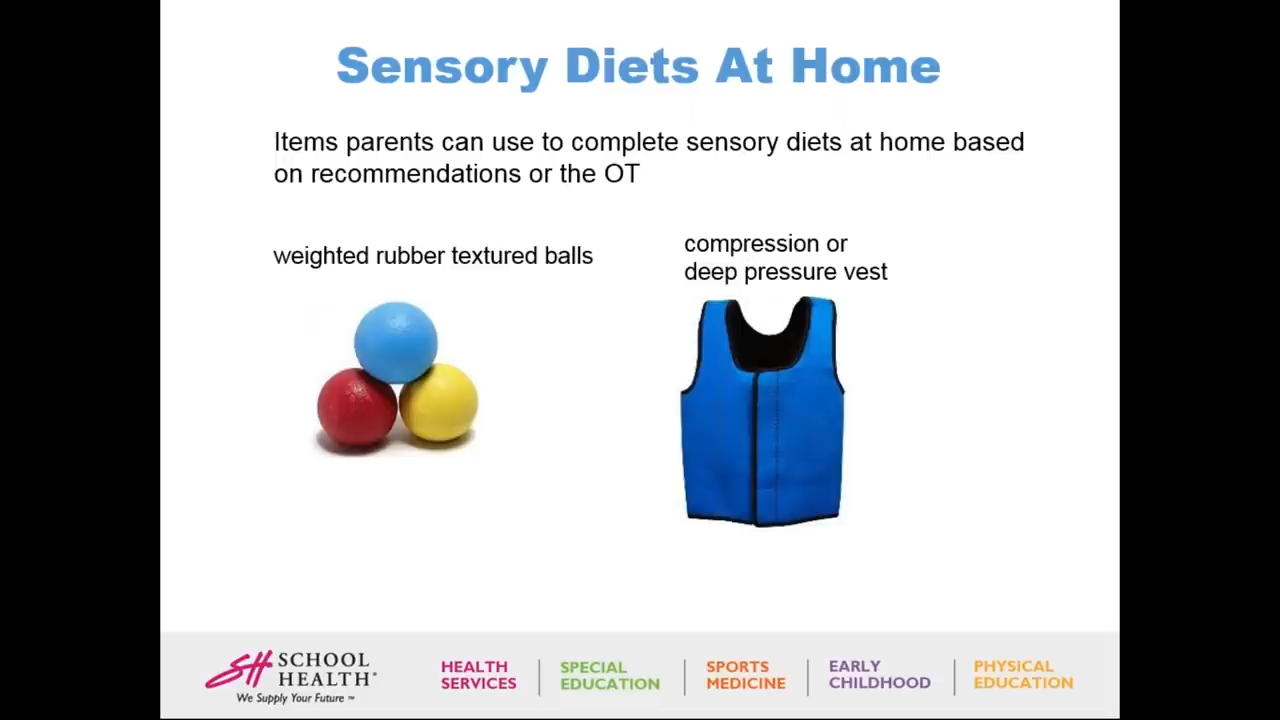 Sensory Diets At Home
Items parents can use to complete sensory diets at home based
on recommendations or the OT
weighted rubber textured balls
compression or
deep pressure vest
SH SCHOOL
HEALTH®
We Supply Your Future™
HEALTH
SERVICES
SPECIAL
EDUCATION
SPORTS
MEDICINE
EARLY
CHILDHOOD
PHYSICAL
EDUCATION